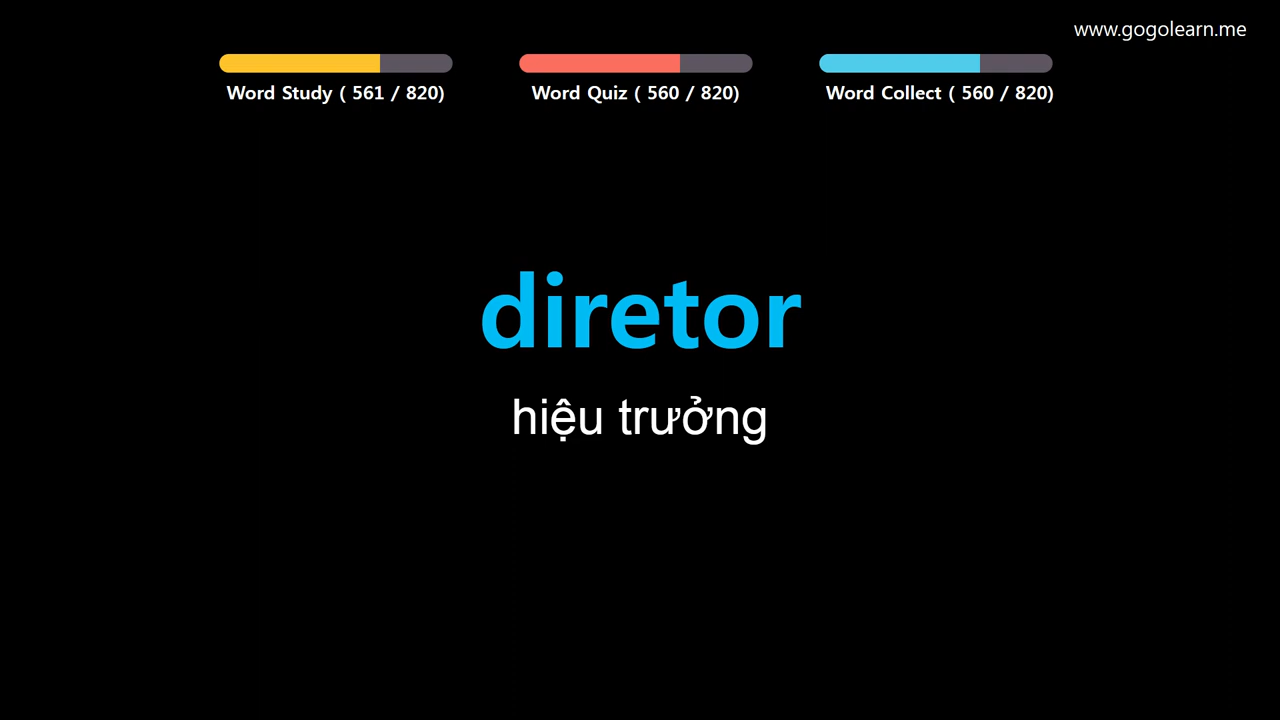 www.gogolearn.me
Word Study ( 561 / 820)
Word Quiz ( 560 / 820)
Word Collect ( 560 / 820)
diretor
hiệu trưởng